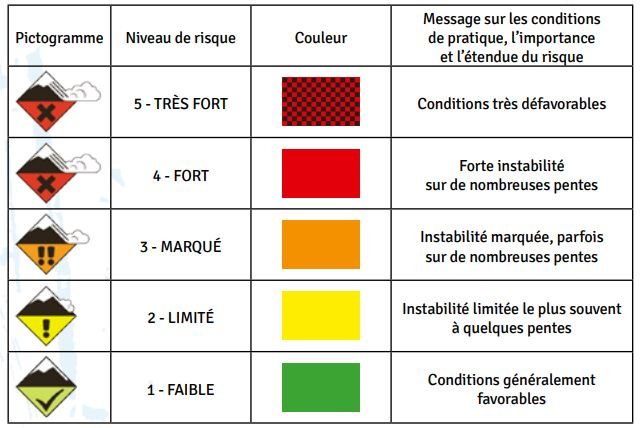 Pictogramme
Niveau de risque
Couleur
Message sur les conditions
de pratique, l’importance
et l’étendue du risque
5 - TRÈS FORT
Conditions très défavorables
4 - FORT
Forte instabilité
sur de nombreuses pentes
3 - MARQUÉ
Instabilité marquée, parfois
sur de nombreuses pentes
2 - LIMITÉ
Instabilité limitée le plus souvent
à quelques pentes
1 - FAIBLE
Conditions généralement
favorables